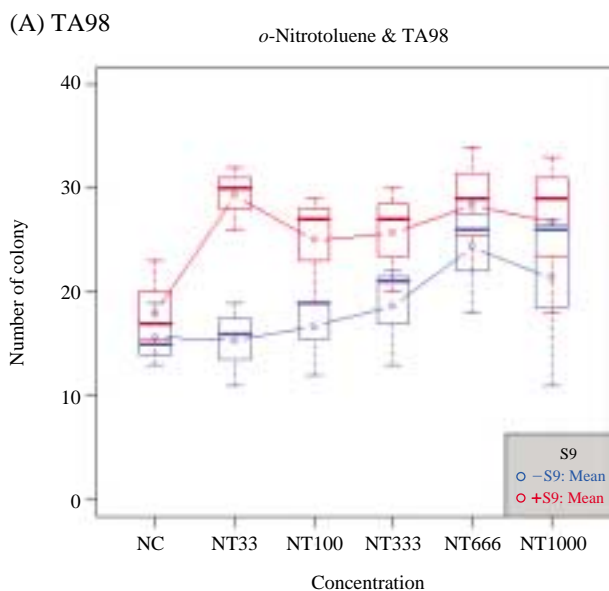 (A) TA98
o-Nitrotoluene & TA98
Number of colony
40
30
20
10
0
S9
−S9: Mean
+S9: Mean
NC NT33 NT100 NT333 NT666 NT1000
Concentration